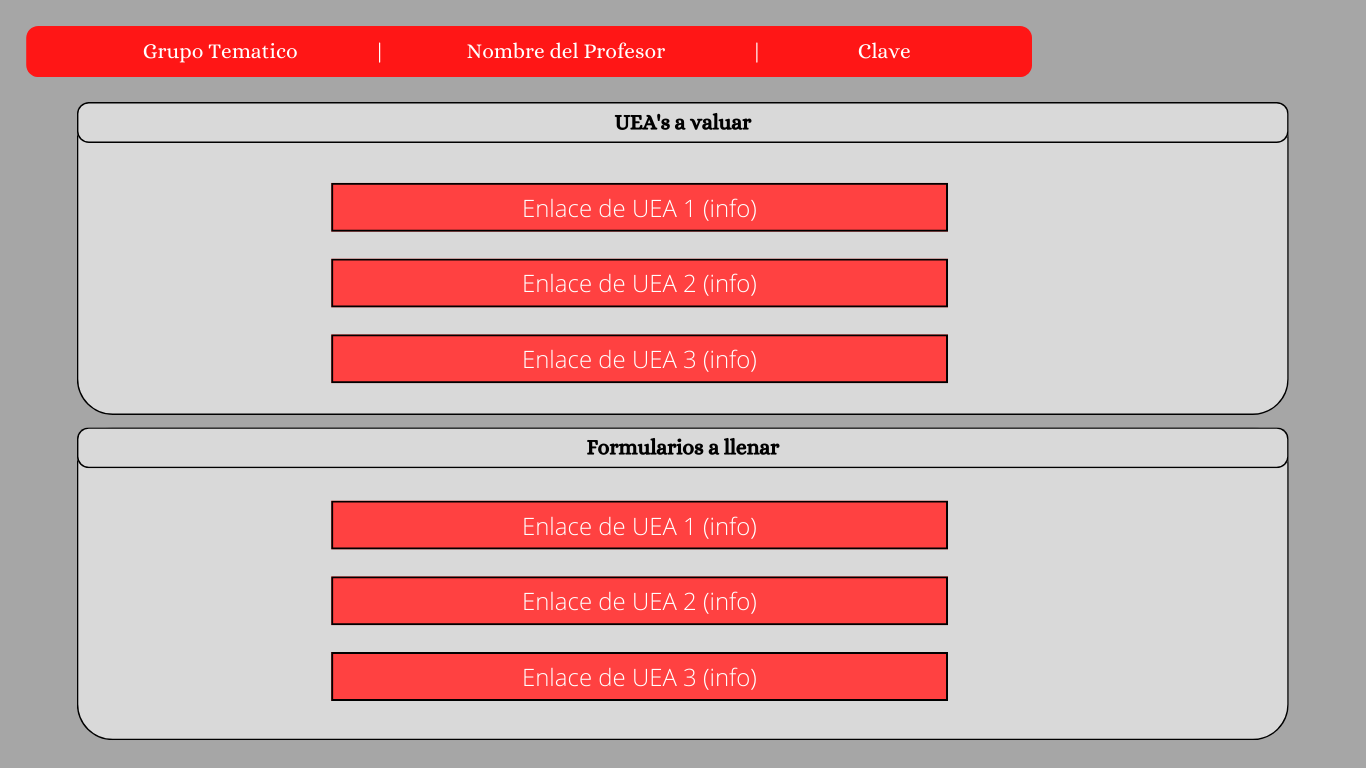 Grupo Tematico | Nombre del Profesor | Clave
UEA's a valuar
Enlace de UEA 1 (info)
Enlace de UEA 2 (info)
Enlace de UEA 3 (info)
Formularios a llenar
Enlace de UEA 1 (info)
Enlace de UEA 2 (info)
Enlace de UEA 3 (info)